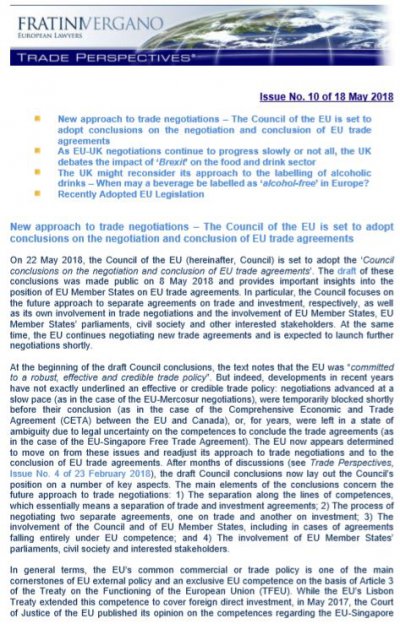 FRATINIVERGANO
EUROPEAN LAWYERS
TRADE PERSPECTIVES®
Issue No. 10 of 18 May 2018
New approach to trade negotiations – The Council of the EU is set to
adopt conclusions on the negotiation and conclusion of EU trade
agreements
As EU-UK negotiations continue to progress slowly or not all, the UK
debates the impact of ‘Brexit’ on the food and drink sector
The UK might reconsider its approach to the labelling of alcoholic
drinks – When may a beverage be labelled as ‘alcohol-free’ in Europe?
Recently Adopted EU Legislation
New approach to trade negotiations – The Council of the EU is set to adopt
conclusions on the negotiation and conclusion of EU trade agreements
On 22 May 2018, the Council of the EU (hereinafter, Council) is set to adopt the ‘Council
conclusions on the negotiation and conclusion of EU trade agreements’. The draft of these
conclusions was made public on 8 May 2018 and provides important insights into the
position of EU Member States on EU trade agreements. In particular, the Council focuses on
the future approach to separate agreements on trade and investment, respectively, as well
as its own involvement in trade negotiations and the involvement of EU Member States, EU
Member States’ parliaments, civil society and other interested stakeholders. At the same
time, the EU continues negotiating new trade agreements and is expected to launch further
negotiations shortly.
At the beginning of the draft Council conclusions, the text notes that the EU was “committed
to a robust, effective and credible trade policy”. But indeed, developments in recent years
have not exactly underlined an effective or credible trade policy: negotiations advanced at a
slow pace (as in the case of the EU-Mercosur negotiations), were temporarily blocked shortly
before their conclusion (as in the case of the Comprehensive Economic and Trade
Agreement (CETA) between the EU and Canada), or, for years, were left in a state of
ambiguity due to legal uncertainty on the competences to conclude the trade agreements (as
in the case of the EU-Singapore Free Trade Agreement). The EU now appears determined
to move on from these issues and readjust its approach to trade negotiations and to the
conclusion of EU trade agreements. After months of discussions (see Trade Perspectives,
Issue No. 4 of 23 February 2018), the draft Council conclusions now lay out the Council’s
position on a number of key aspects. The main elements of the conclusions concern the
future approach to trade negotiations: 1) The separation along the lines of competences,
which essentially means a separation of trade and investment agreements; 2) The process of
negotiating two separate agreements, one on trade and another on investment; 3) The
involvement of the Council and of EU Member States, including in cases of agreements
falling entirely under EU competence; and 4) The involvement of EU Member States’
parliaments, civil society and interested stakeholders.
In general terms, the EU’s common commercial or trade policy is one of the main
cornerstones of EU external policy and an exclusive EU competence on the basis of Article 3
of the Treaty on the Functioning of the European Union (TFEU). While the EU’s Lisbon
Treaty extended this competence to cover foreign direct investment, in May 2017, the Court
of Justice of the EU published its opinion on the competences regarding the EU-Singapore